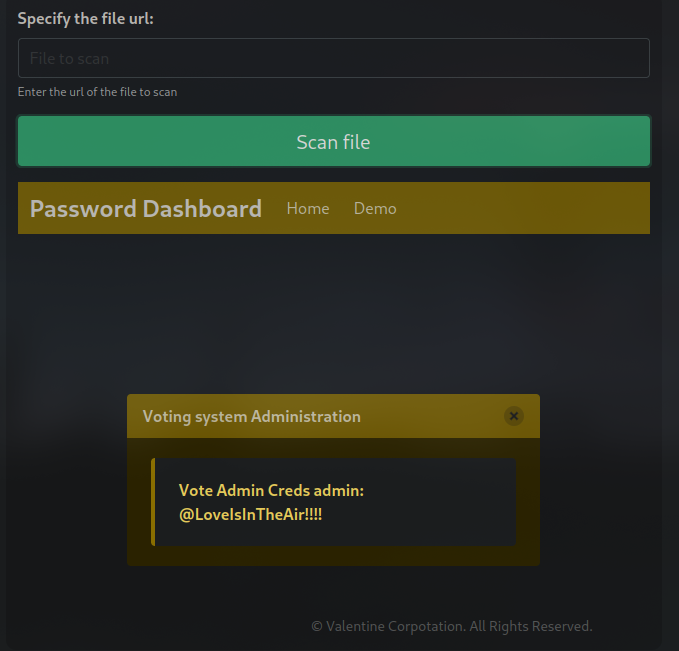 Specify the file url:
File to scan
Enter the url of the file to scan
Scan file
Password Dashboard Home Demo
Voting system Administration
Vote Admin Creds admin:
@LoveIsInTheAir!!!!
© Valentine Corpotation. All Rights Reserved.